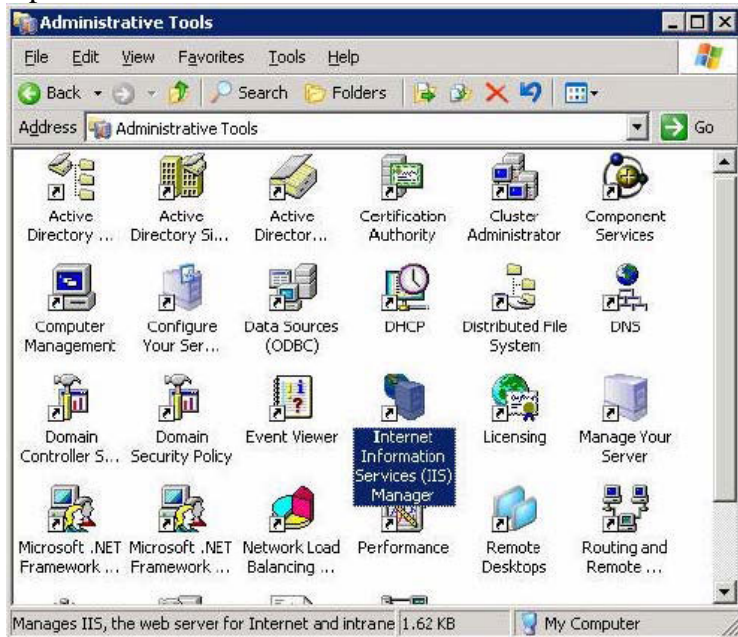 Administrative Tools
File Edit View Favorites Tools Help
Back Search Folders
Address Administrative Tools Go
Active Directory ...
Active Directory Si...
Active Director...
Certification Authority
Cluster Administrator
Component Services
Computer Management
Configure Your Ser...
Data Sources (ODBC)
DHCP
Distributed File System
DNS
Domain Controller S...
Domain Security Policy
Event Viewer
Internet Information Services (IIS) Manager
Licensing
Manage Your Server
Microsoft .NET Framework ...
Microsoft .NET Framework ...
Network Load Balancing ...
Performance
Remote Desktops
Routing and Remote ...
Manages IIS, the web server for Internet and intrane 1.62 KB My Computer